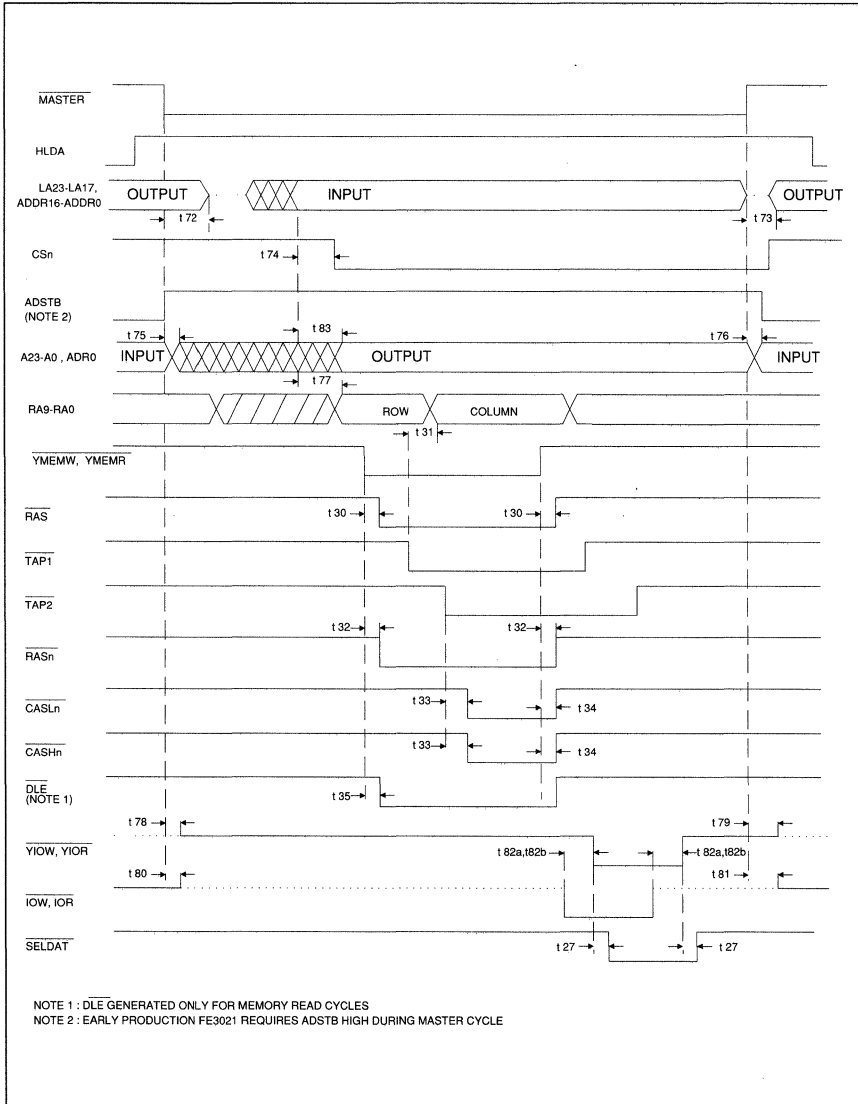 MASTER
HLDA
LA23-LA17,
ADDR16-ADDR0
OUTPUT
INPUT
OUTPUT
t 72
t 73
CSn
t 74
ADSTB
(NOTE 2)
t 75
t 83
t 76
A23-A0 , ADR0
INPUT
OUTPUT
INPUT
t 77
RA9-RA0
ROW
COLUMN
t 31
YMEMW, YMEMR
RAS
t 30
t 30
TAP1
TAP2
t 32
t 32
RASn
CASLn
t 33
t 34
CASHn
t 33
t 34
DLE
(NOTE 1)
t 35
t 78
t 79
YIOW, YIOR
t 82a,t82b
t 82a,t82b
t 80
t 81
IOW, IOR
SELDAT
t 27
t 27
NOTE 1 : DLE GENERATED ONLY FOR MEMORY READ CYCLES
NOTE 2 : EARLY PRODUCTION FE3021 REQUIRES ADSTB HIGH DURING MASTER CYCLE